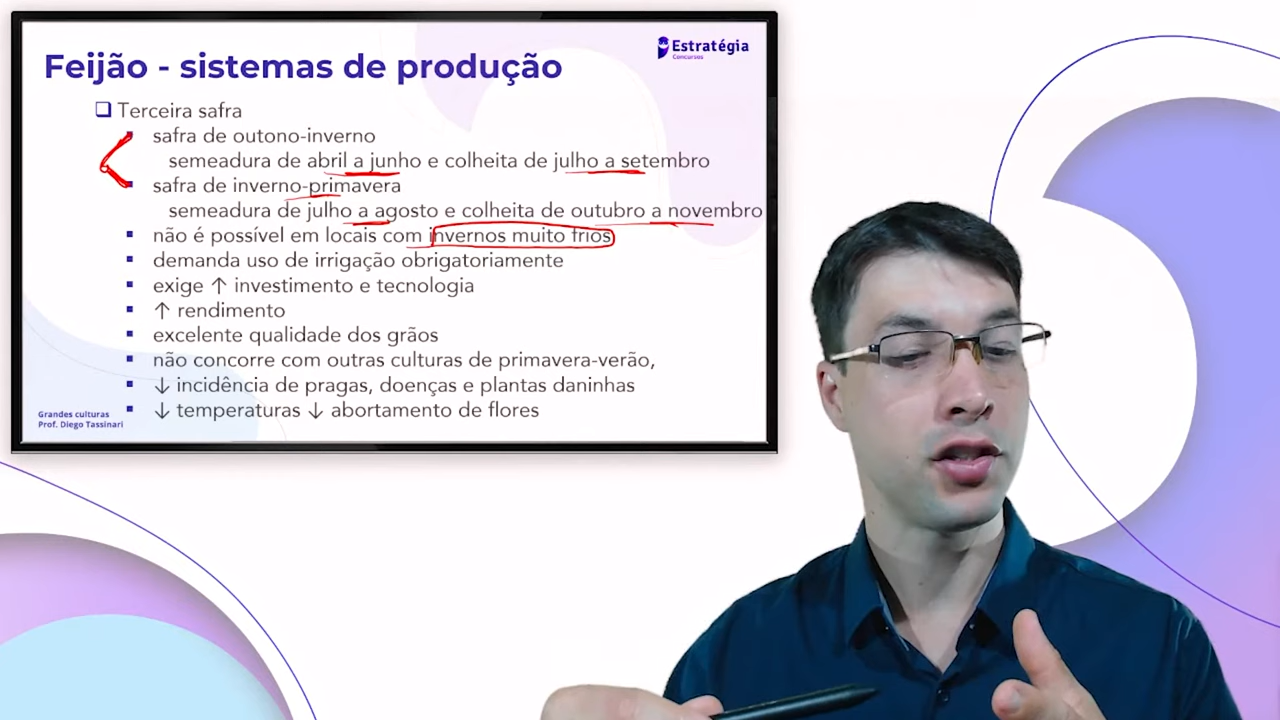 Feijão - sistemas de produção
Estratégia
Concursos
Terceira safra
safra de outono-inverno
semeadura de abril a junho e colheita de julho a setembro
safra de inverno-primavera
semeadura de julho a agosto e colheita de outubro a novembro
não é possível em locais com invernos muito frios
demanda uso de irrigação obrigatoriamente
exige ↑ investimento e tecnologia
↑ rendimento
excelente qualidade dos grãos
não concorre com outras culturas de primavera-verão,
↓ incidência de pragas, doenças e plantas daninhas
↓ temperaturas ↓ abortamento de flores
Grandes culturas
Prof. Diego Tassinari